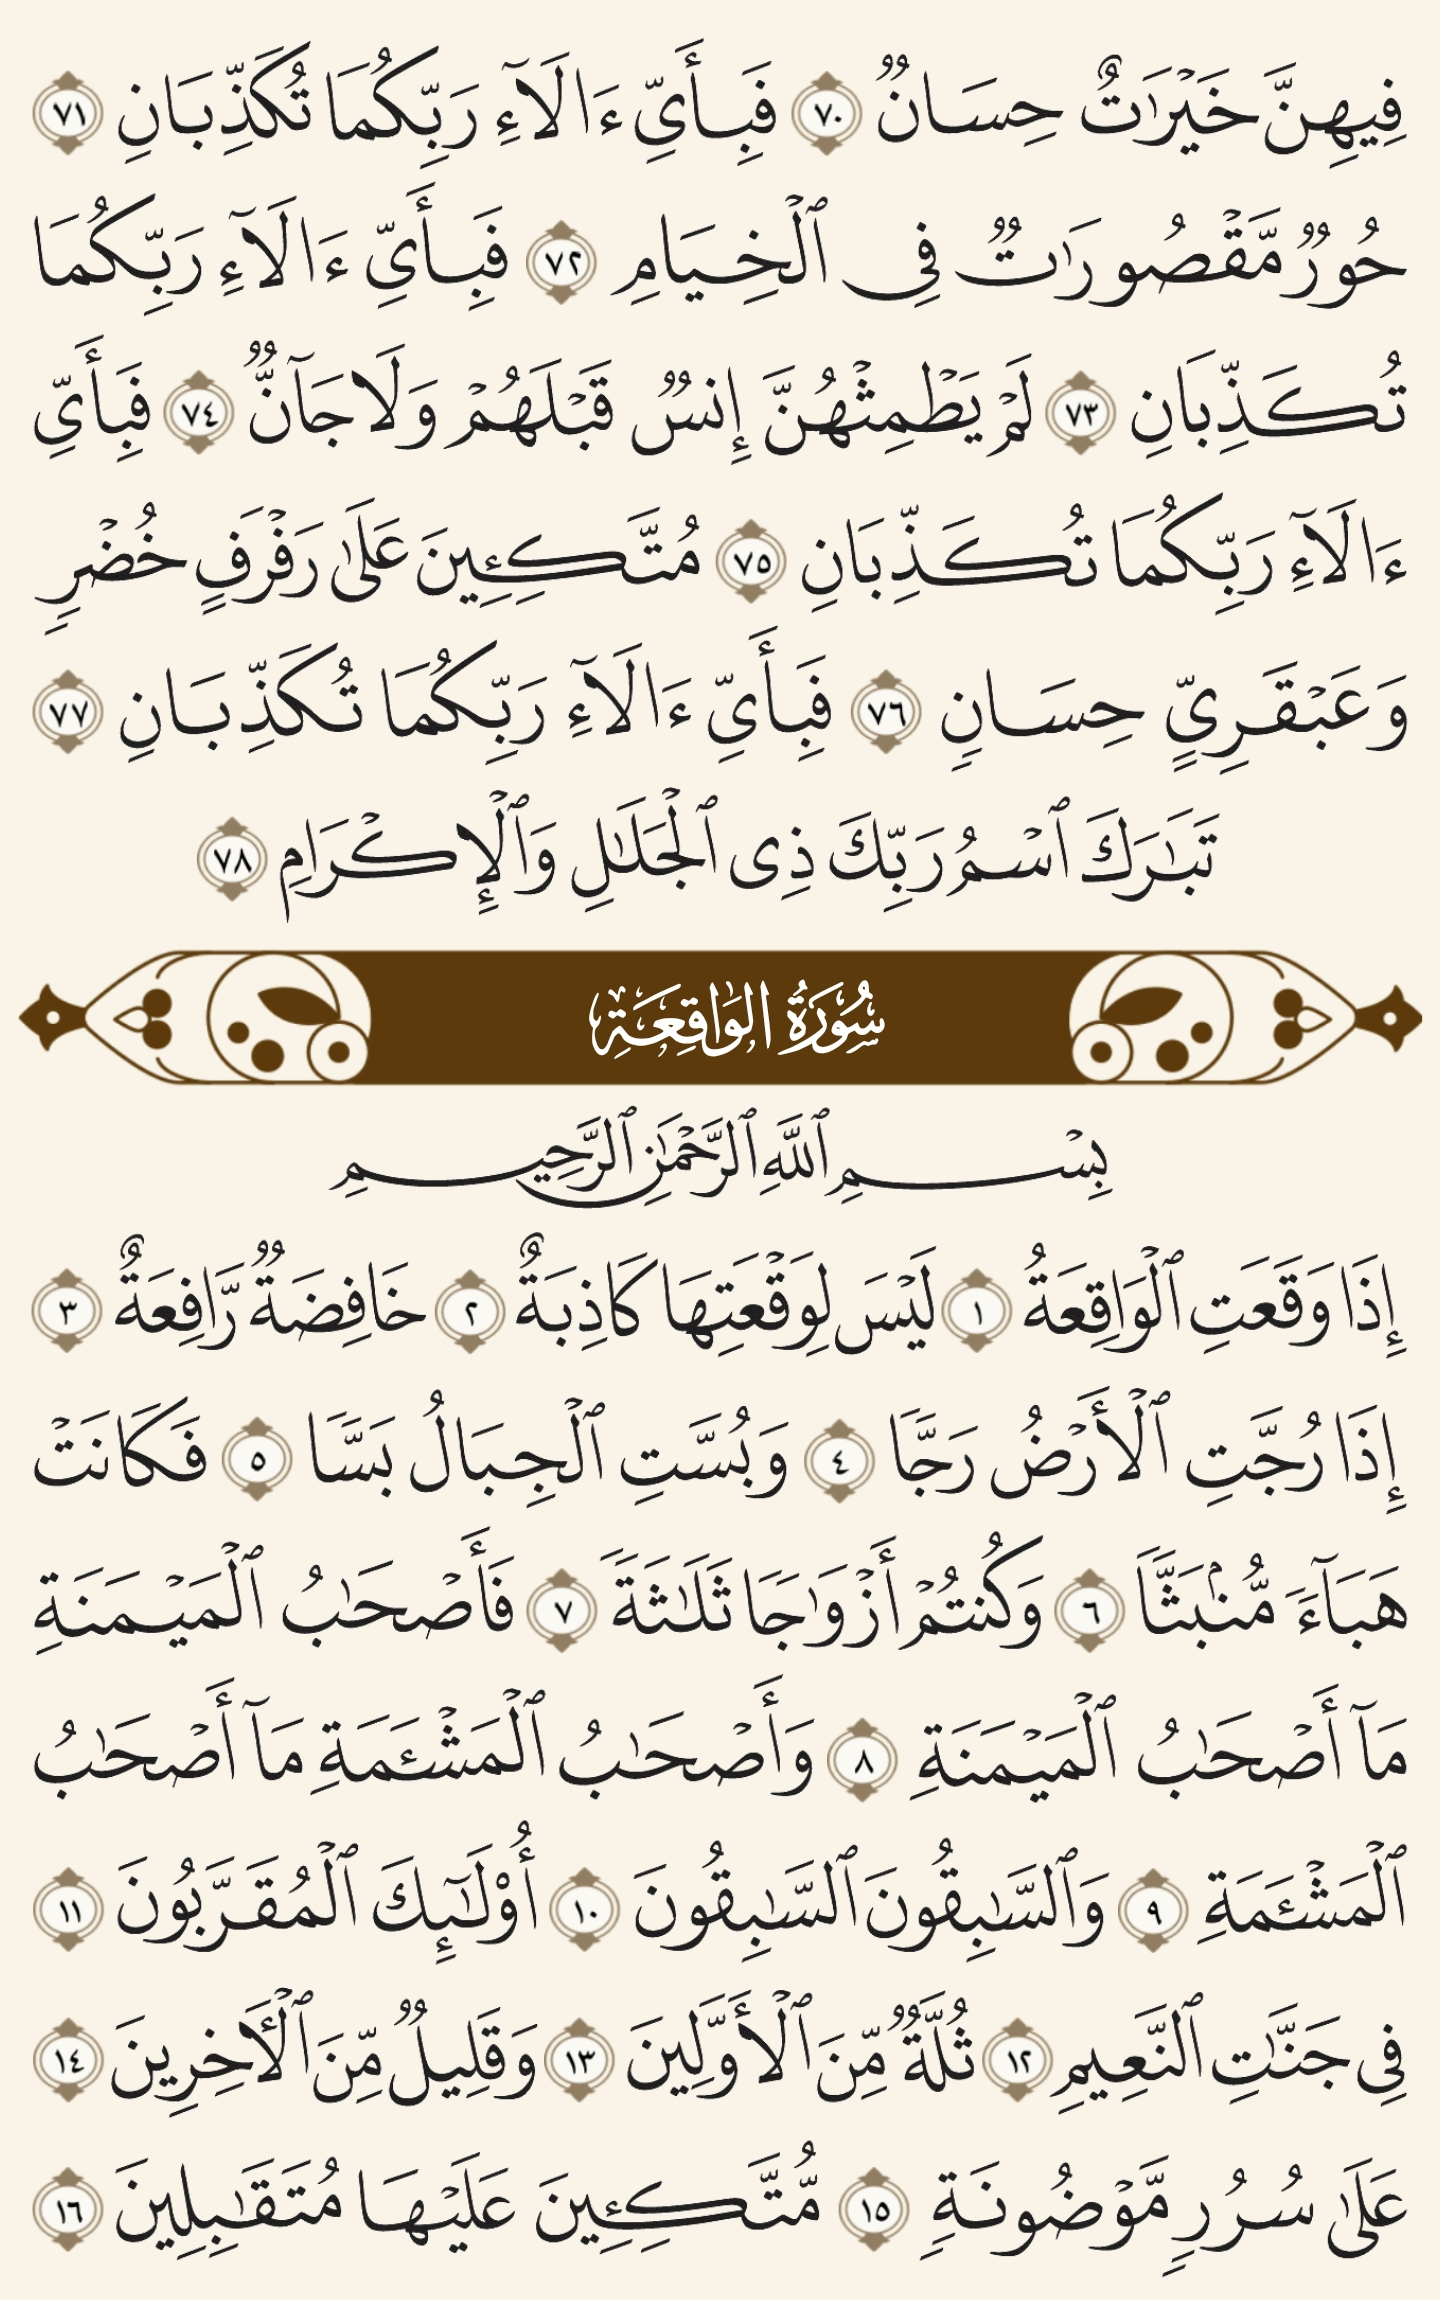 فِيهِنَّ خَيْرَٰتٌ حِسَانٌ ٧٠ فَبِأَيِّ ءَالَآءِ رَبِّكُمَا تُكَذِّبَانِ ٧١
حُورٌ مَّقْصُورَٰتٌ فِى ٱلْخِيَامِ ٧٢ فَبِأَيِّ ءَالَآءِ رَبِّكُمَا
تُكَذِّبَانِ ٧٣ لَمْ يَطْمِثْهُنَّ إِنسٌ قَبْلَهُمْ وَلَا جَآنٌّ ٧٤ فَبِأَيِّ
ءَالَآءِ رَبِّكُمَا تُكَذِّبَانِ ٧٥ مُتَّكِـِٔينَ عَلَىٰ رَفْرَفٍ خُضْرٍ
وَعَبْقَرِيٍّ حِسَانٍ ٧٦ فَبِأَيِّ ءَالَآءِ رَبِّكُمَا تُكَذِّبَانِ ٧٧
تَبَٰرَكَ ٱسْمُ رَبِّكَ ذِى ٱلْجَلَٰلِ وَٱلْإِكْرَامِ ٧٨
سُورَةُ الوَاقِعَةِ
بِسْمِ ٱللَّهِ ٱلرَّحْمَٰنِ ٱلرَّحِيمِ
إِذَا وَقَعَتِ ٱلْوَاقِعَةُ ١ لَيْسَ لِوَقْعَتِهَا كَاذِبَةٌ ٢ خَافِضَةٌ رَّافِعَةٌ ٣
إِذَا رُجَّتِ ٱلْأَرْضُ رَجًّا ٤ وَبُسَّتِ ٱلْجِبَالُ بَسًّا ٥ فَكَانَتْ
هَبَآءً مُّنۢبَثًّا ٦ وَكُنتُمْ أَزْوَٰجًا ثَلَٰثَةً ٧ فَأَصْحَٰبُ ٱلْمَيْمَنَةِ
مَآ أَصْحَٰبُ ٱلْمَيْمَنَةِ ٨ وَأَصْحَٰبُ ٱلْمَشْـَٔمَةِ مَآ أَصْحَٰبُ
ٱلْمَشْـَٔمَةِ ٩ وَٱلسَّٰبِقُونَ ٱلسَّٰبِقُونَ ١٠ أُوْلَٰٓئِكَ ٱلْمُقَرَّبُونَ ١١
فِى جَنَّٰتِ ٱلنَّعِيمِ ١٢ ثُلَّةٌ مِّنَ ٱلْأَوَّلِينَ ١٣ وَقَلِيلٌ مِّنَ ٱلْـَٔاخِرِينَ ١٤
عَلَىٰ سُرُرٍ مَّوْضُونَةٍ ١٥ مُّتَّكِـِٔينَ عَلَيْهَا مُتَقَٰبِلِينَ ١٦